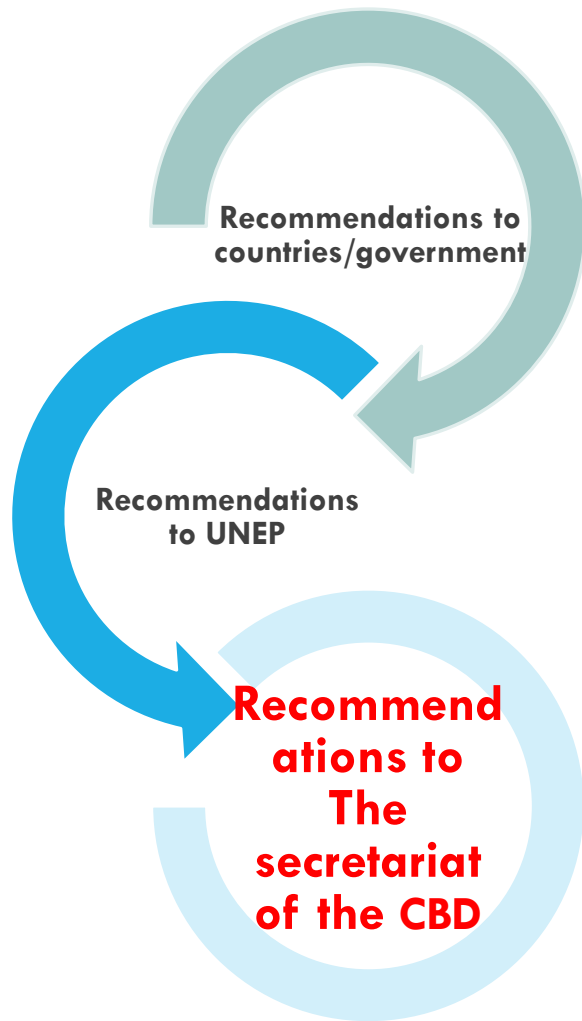 Recommendations to
countries/government
Recommendations
to UNEP
Recommend
ations to
The
secretariat
of the CBD